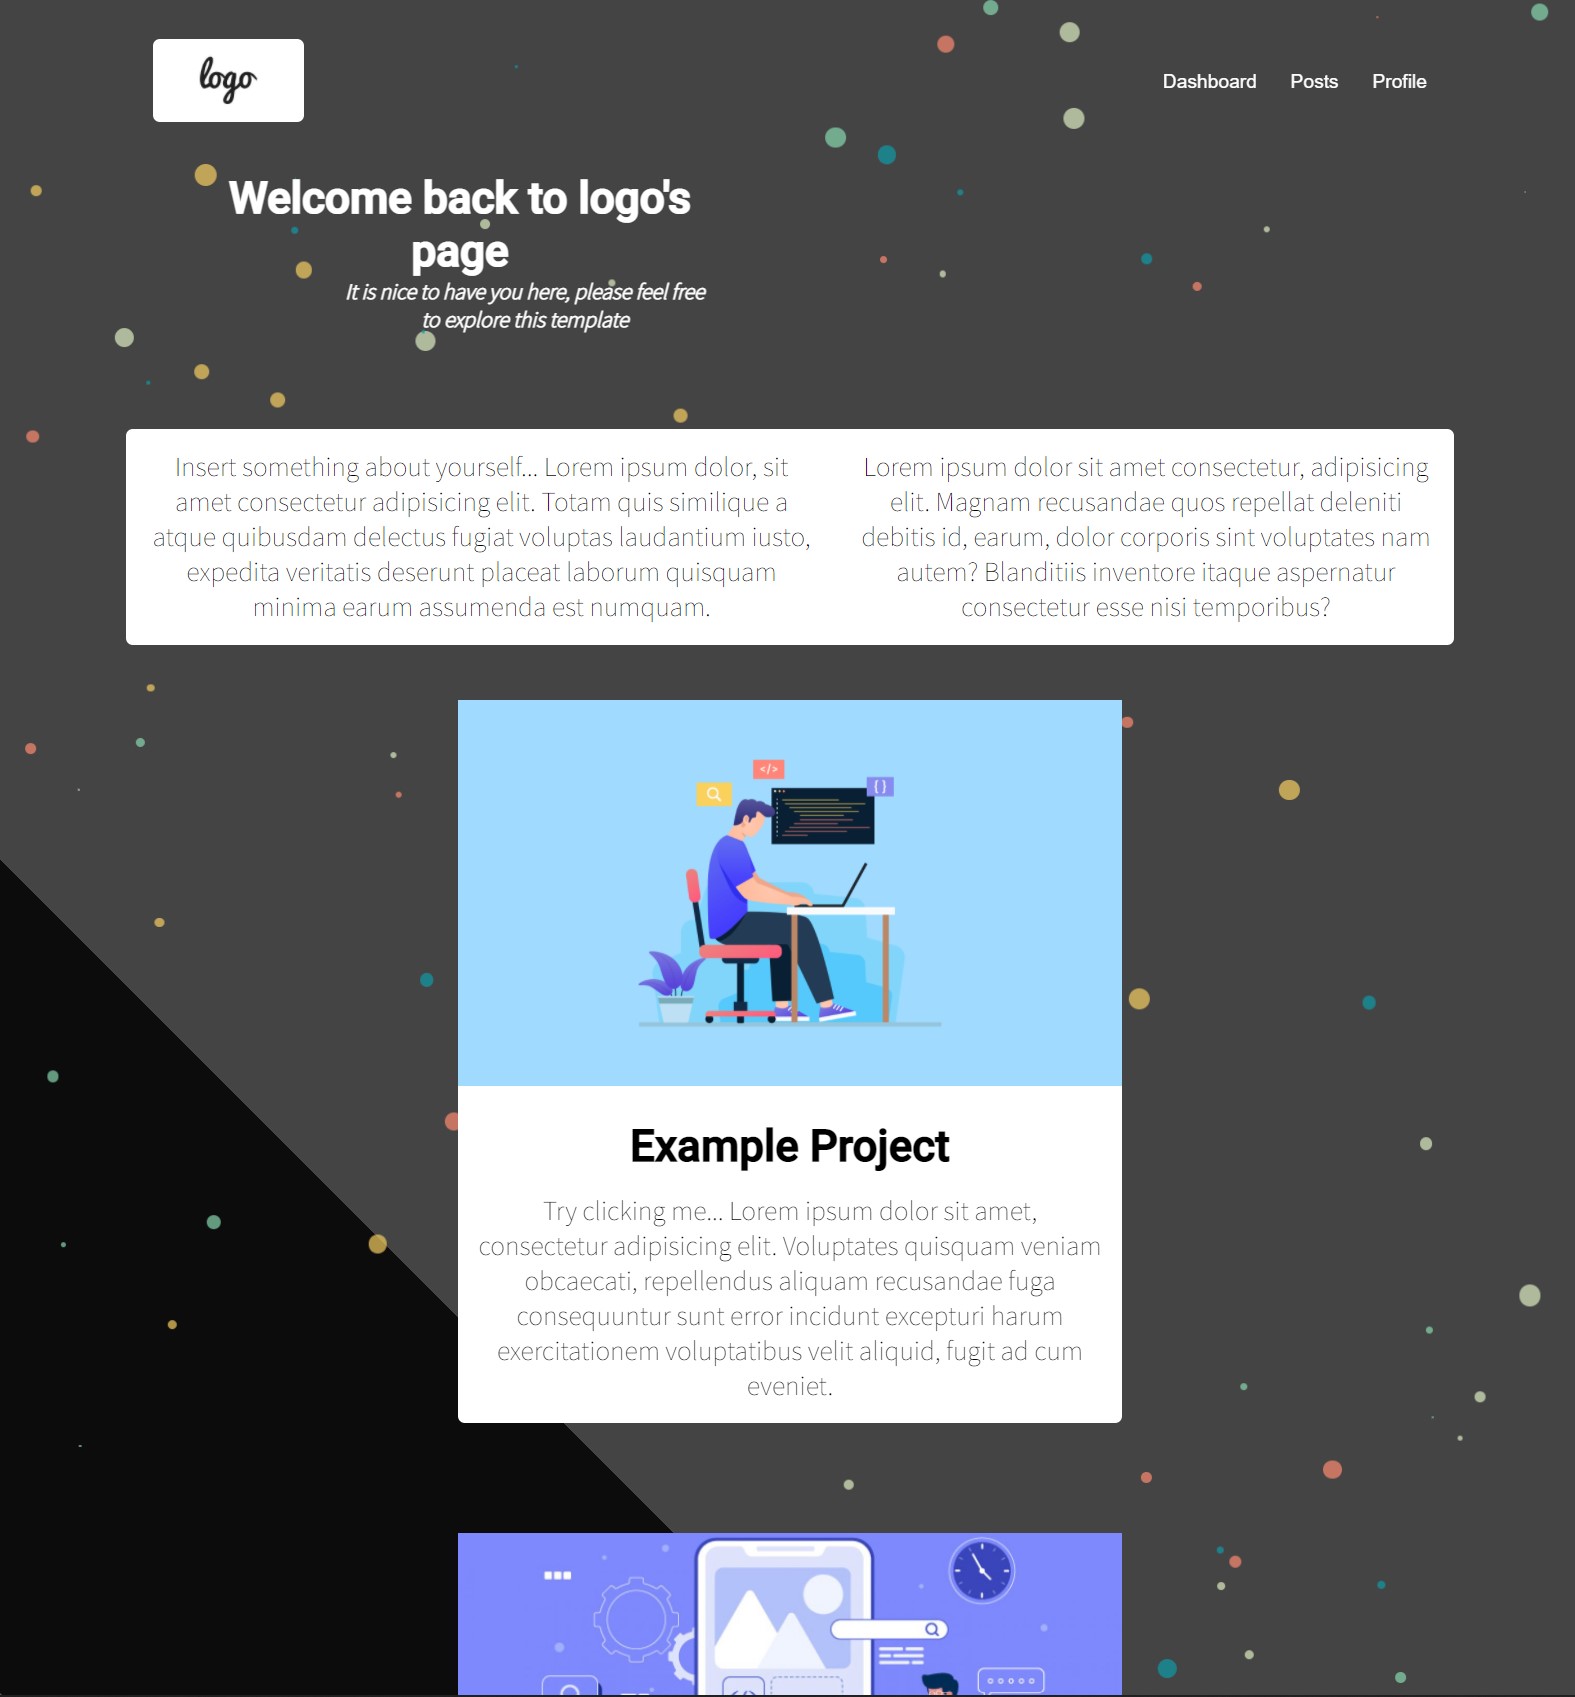 logo
Dashboard Posts Profile
Welcome back to logo's
page
It is nice to have you here, please feel free
to explore this template
Insert something about yourself... Lorem ipsum dolor, sit
amet consectetur adipisicing elit. Totam quis similique a
atque quibusdam delectus fugiat voluptas laudantium iusto,
expedita veritatis deserunt placeat laborum quisquam
minima earum assumenda est numquam.
Lorem ipsum dolor sit amet consectetur, adipisicing
elit. Magnam recusandae quos repellat deleniti
debitis id, earum, dolor corporis sint voluptates nam
autem? Blanditiis inventore itaque aspernatur
consectetur esse nisi temporibus?
</>
{}
Example Project
Try clicking me... Lorem ipsum dolor sit amet,
consectetur adipisicing elit. Voluptates quisquam veniam
obcaecati, repellendus aliquam recusandae fuga
consequuntur sunt error incidunt excepturi harum
exercitationem voluptatibus velit aliquid, fugit ad cum
eveniet.